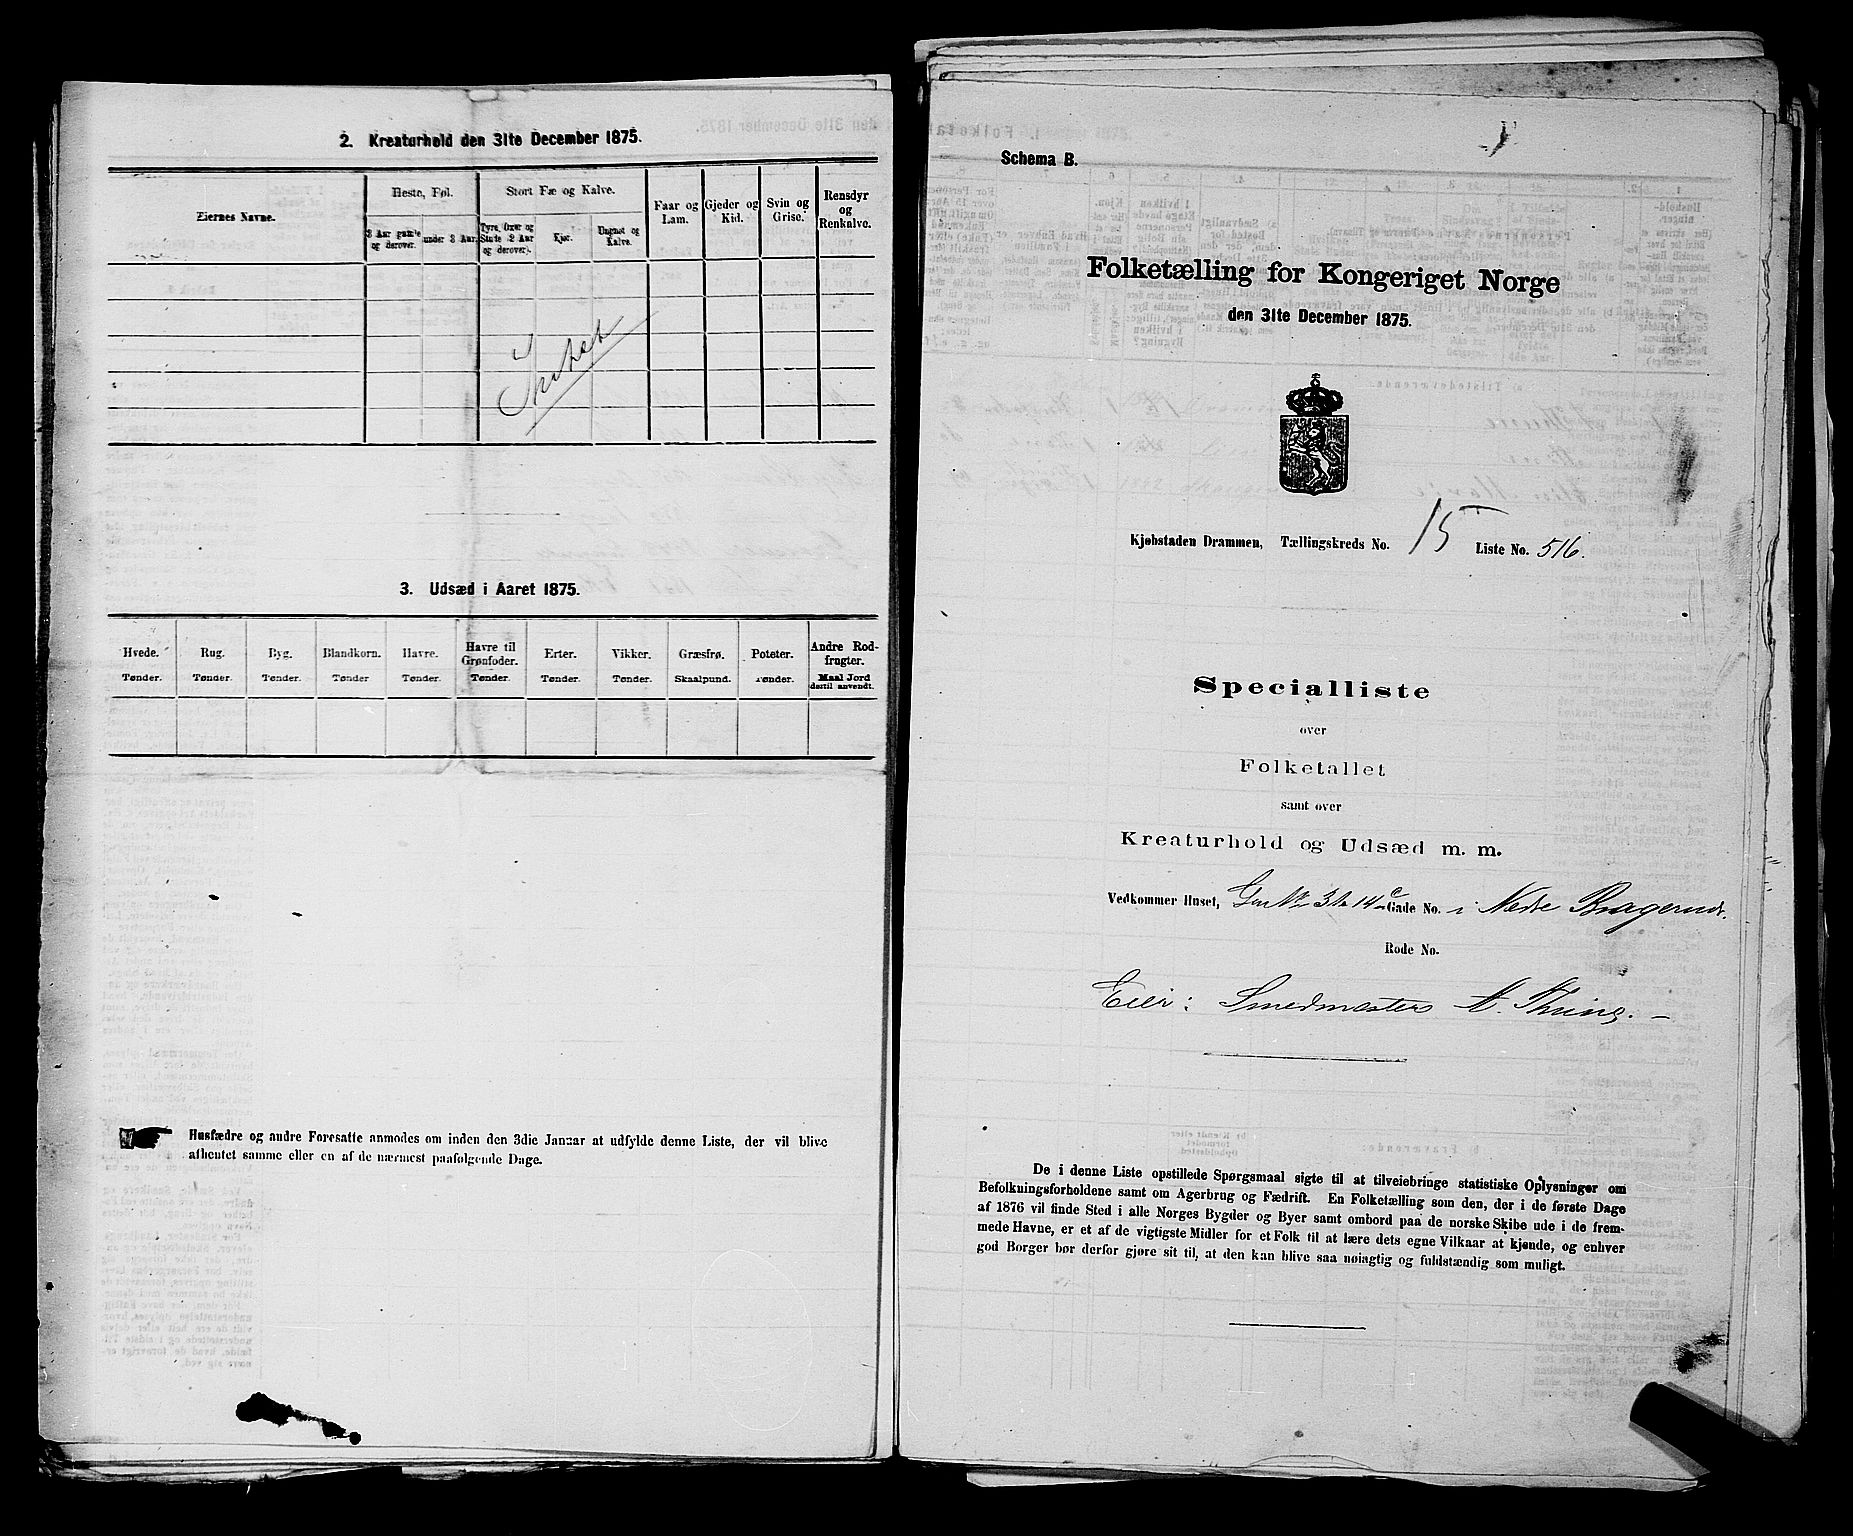 2. Kreaturhold den 31te December 1875.
Eiernes Navne.
Heste, Føl.
Stort Fæ og Kalve.
Faar og Lam.
Gjeder og Kid.
Svin og Grise.
Rensdyr og Renkalve.
3 Aar gamle og derover.
under 3 Aar.
Tyre, Oxer og Stude (2 Aar og derover).
Kjør.
Ungnøt og Kalve.
Intet
3. Udsæd i Aaret 1875.
Hvede. Rug. Byg. Blandkorn. Havre. Havre til Grønfoder. Erter. Vikker. Græsfrø. Poteter. Andre Rodfrugter.
Tønder. Tønder. Tønder. Tønder Tønder. Tønder. Tønder. Tønder. Skaalpund. Tønder. Maal Jord dertil anvendt.
Husfædre og andre Foresatte anmodes om inden den 3die Januar at udfylde denne Liste, der vil blive
afhentet samme eller en af de nærmest paafølgende Dage.
Schema B.
Folketælling for Kongeriget Norge
den 31te December 1875.
Kjøbstaden Drammen, Tællingskreds No. 15 Liste No. 516.
Specialliste
over
Folketallet
samt over
Kreaturhold og Udsæd m. m.
Vedkommer Huset, Gade No. i Nedre Bragernes.
Rode No.
Eier: Smedmester A. Thring.
De i denne Liste opstillede Spørgsmaal sigte til at tilveiebringe statistiske Oplysninger om
Befolkningsforholdene samt om Agerbrug og Fædrift. En Folketælling som den, der i de første Dage
af 1876 vil finde Sted i alle Norges Bygder og Byer samt ombord paa de norske Skibe ude i de frem-
mede Havne, er et af de vigtigste Midler for et Folk til at lære dets egne Vilkaar at kjende, og enhver
god Borger bør derfor gjøre sit til, at den kan blive saa nøiagtig og fuldstændig som muligt.